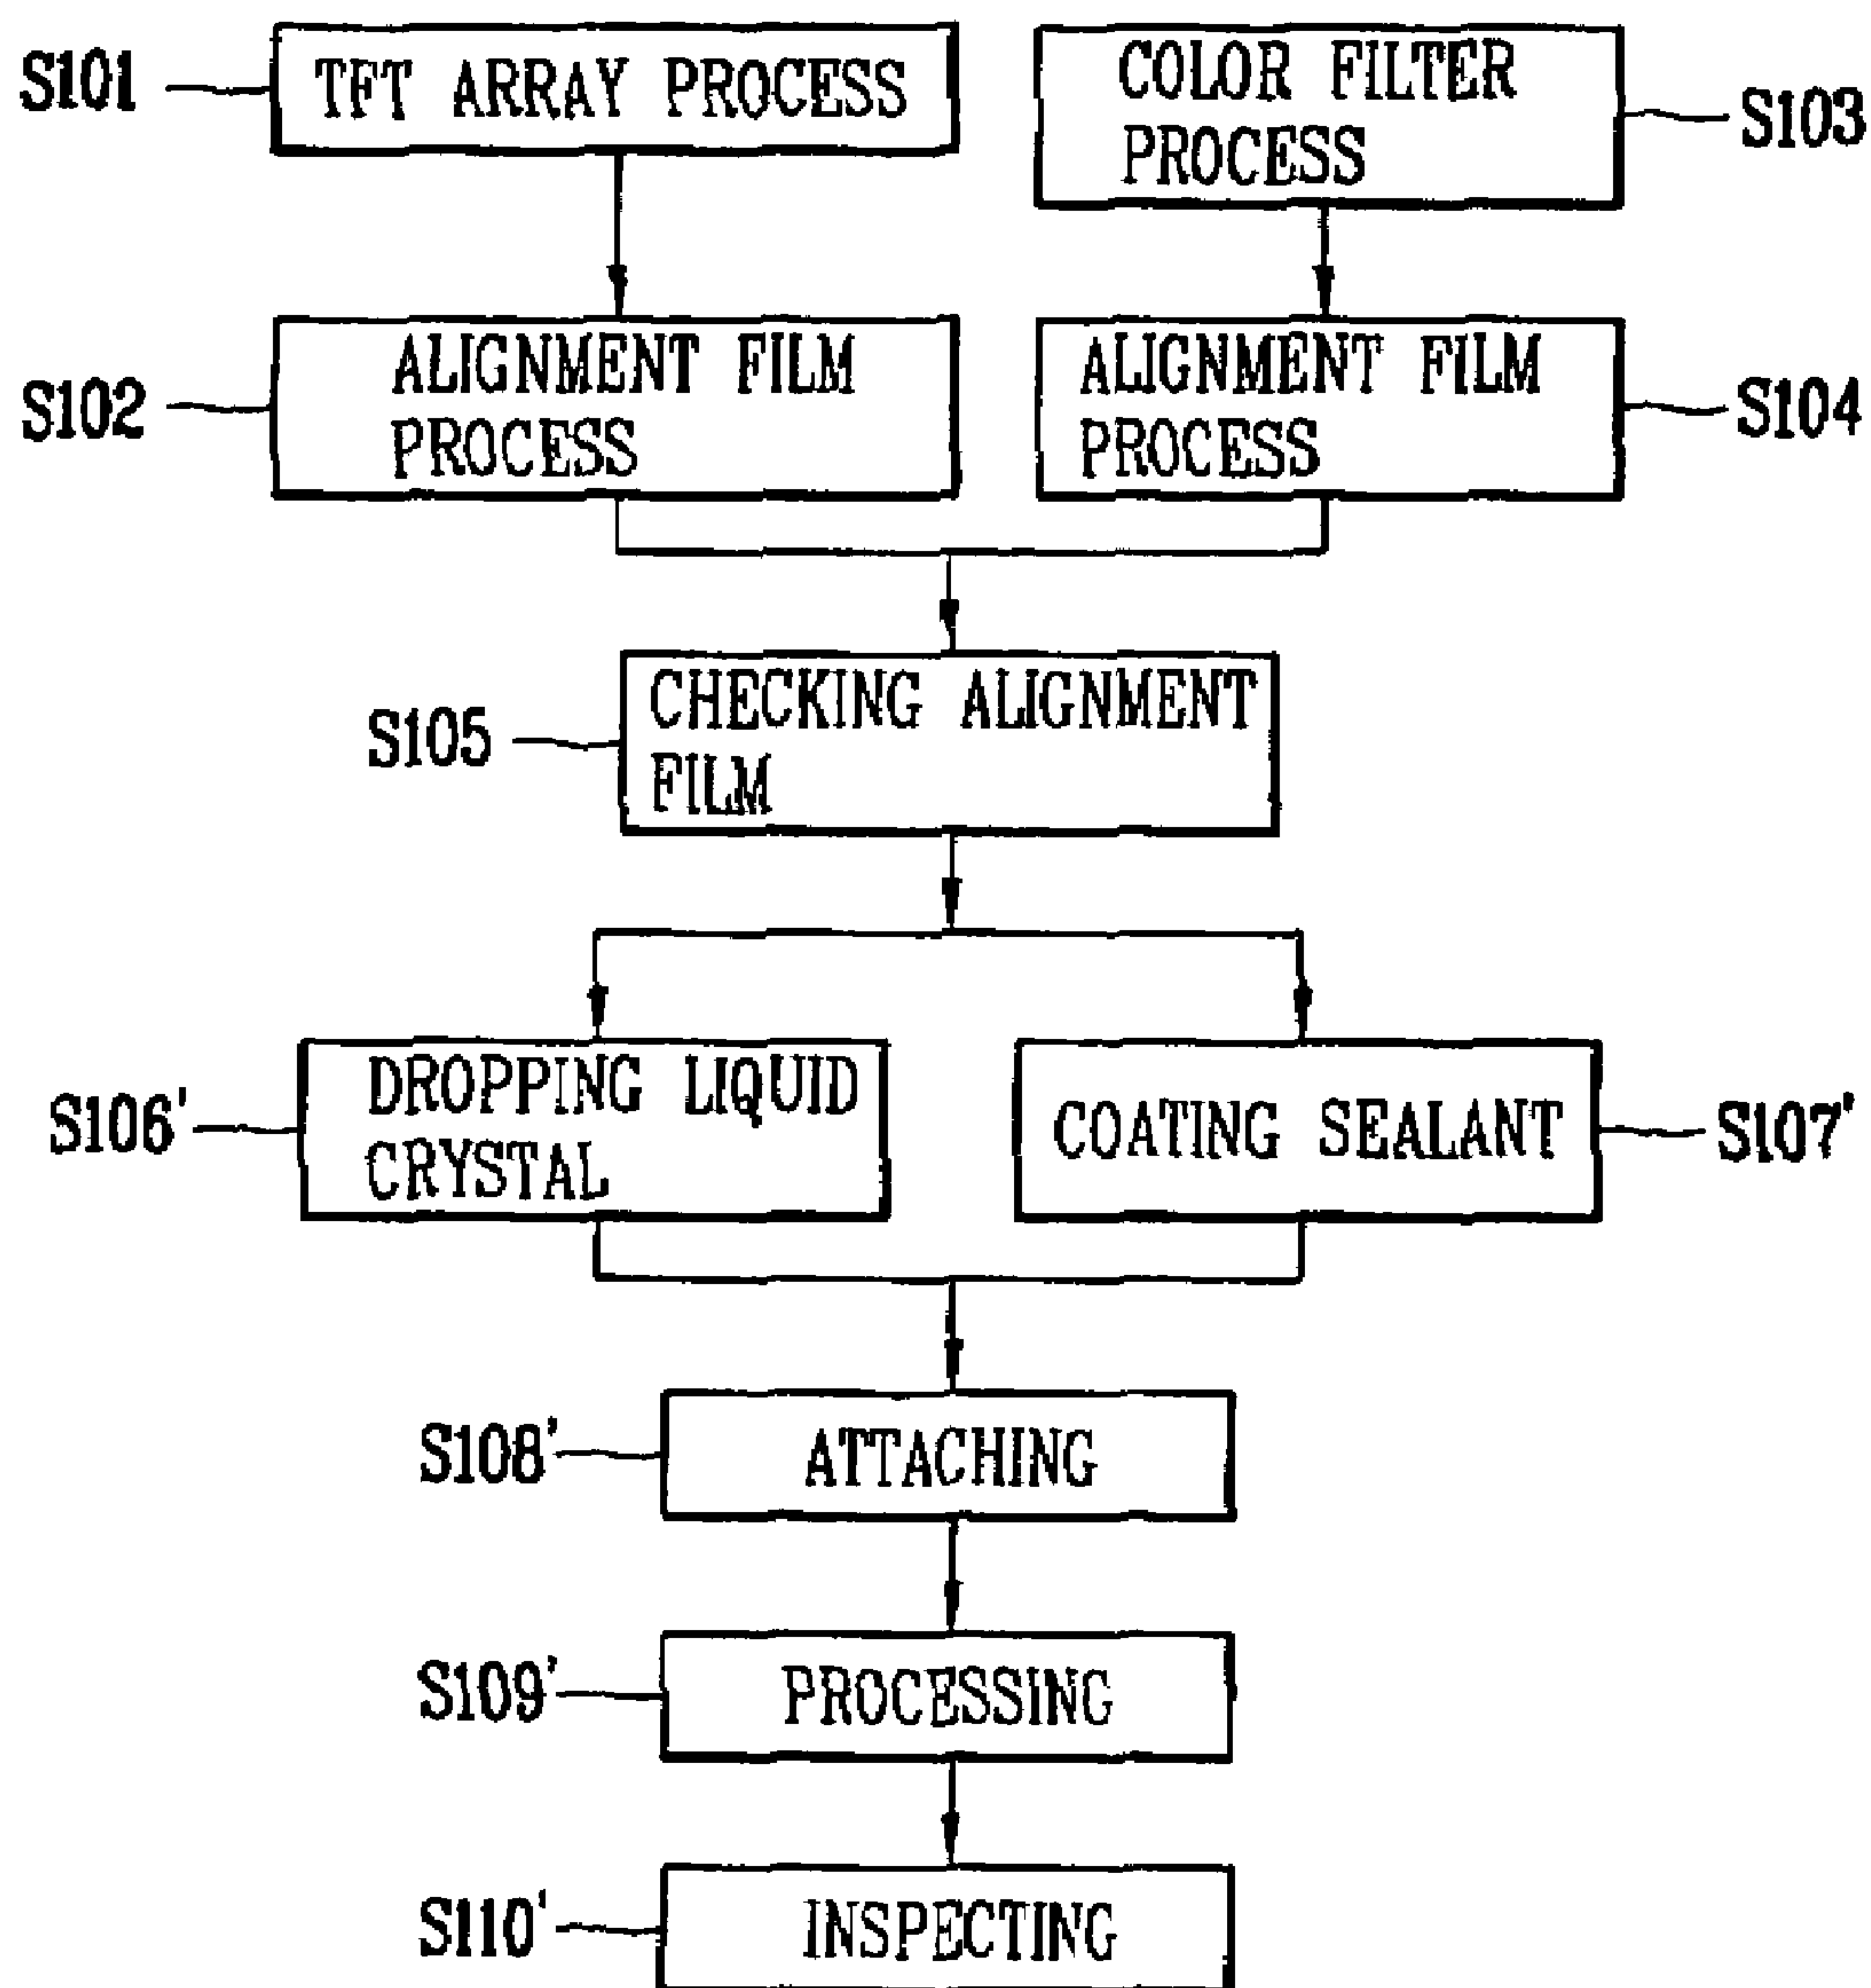 S101
TFT ARRAY PROCESS
COLOR FILTER
PROCESS
S103
S102
ALIGNMENT FILM
PROCESS
ALIGNMENT FILM
PROCESS
S104
S105
CHECKING ALIGNMENT
FILM
S106'
DROPPING LIQUID
CRYSTAL
COATING SEALANT
S107'
S108'
ATTACHING
S109'
PROCESSING
S110'
INSPECTING